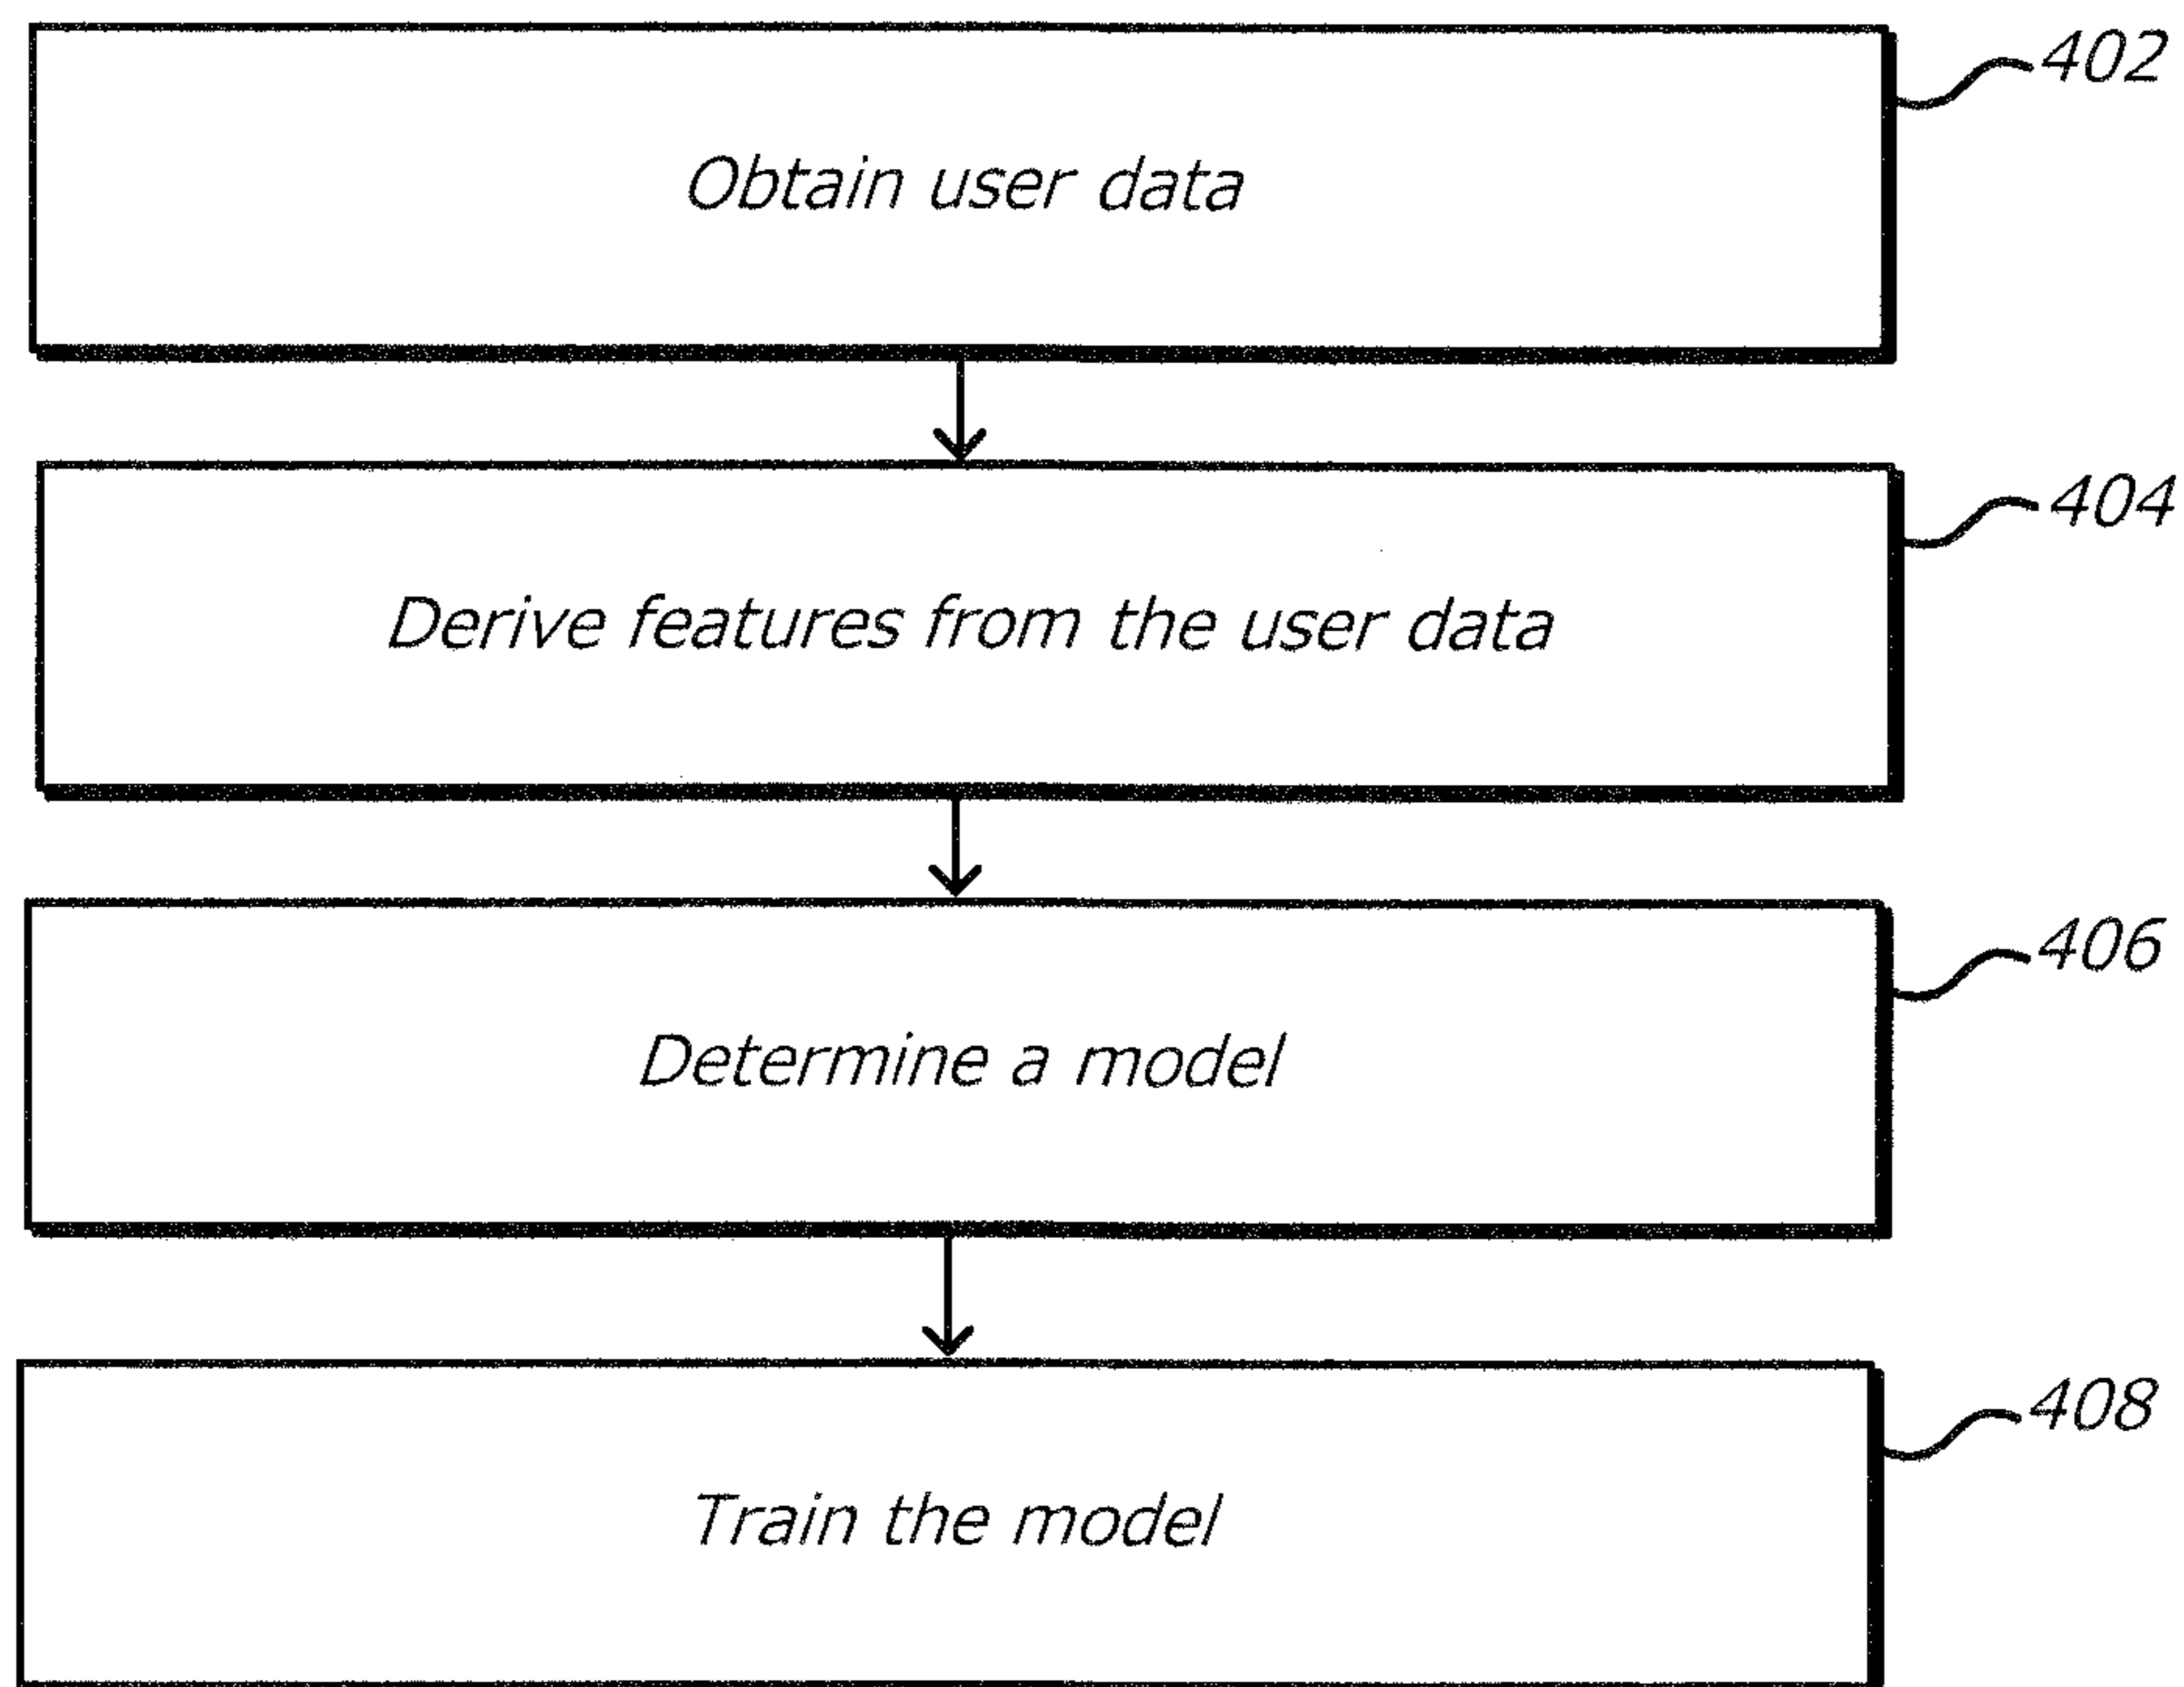 402
Obtain user data
404
Derive features from the user data
406
Determine a model
408
Train the model